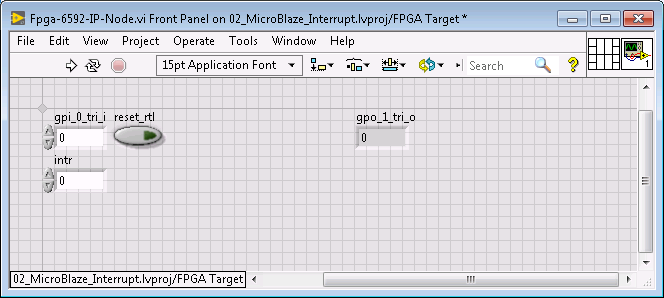 Fpga-6592-IP-Node.vi Front Panel on 02_MicroBlaze_Interrupt.lvproj/FPGA Target *
File Edit View Project Operate Tools Window Help
15pt Application Font Search ? 1
gpi_0_tri_i reset_rtl gpo_1_tri_o
0 0
intr
0
02_MicroBlaze_Interrupt.lvproj/FPGA Target